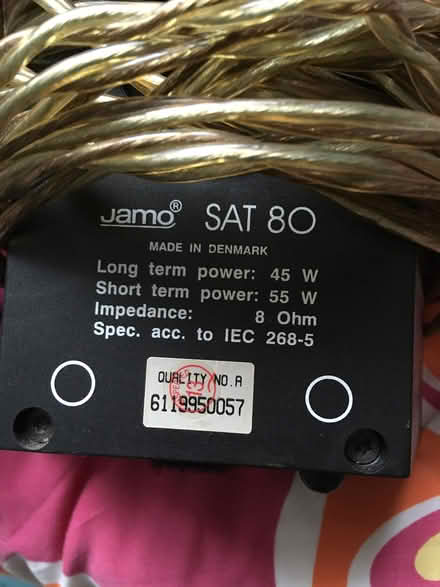 Jamo® SAT 80
MADE IN DENMARK
Long term power: 45 W
Short term power: 55 W
Impedance: 8 Ohm
Spec. acc. to IEC 268-5
QUALITY NO.A
13
6119950057